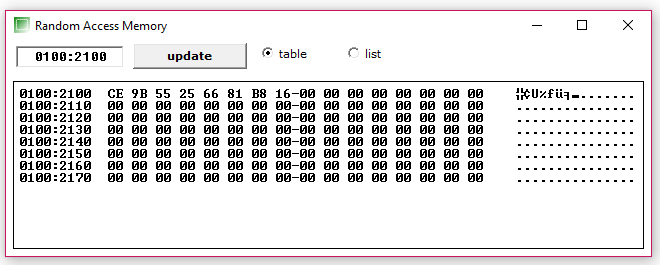 Random Access Memory
0100:2100 update table list
0100:2100 CE 9B 55 25 66 81 B8 16-00 00 00 00 00 00 00 00 ╬¢U%fü╕▬........
0100:2110 00 00 00 00 00 00 00 00-00 00 00 00 00 00 00 00 ................
0100:2120 00 00 00 00 00 00 00 00-00 00 00 00 00 00 00 00 ................
0100:2130 00 00 00 00 00 00 00 00-00 00 00 00 00 00 00 00 ................
0100:2140 00 00 00 00 00 00 00 00-00 00 00 00 00 00 00 00 ................
0100:2150 00 00 00 00 00 00 00 00-00 00 00 00 00 00 00 00 ................
0100:2160 00 00 00 00 00 00 00 00-00 00 00 00 00 00 00 00 ................
0100:2170 00 00 00 00 00 00 00 00-00 00 00 00 00 00 00 00 ................